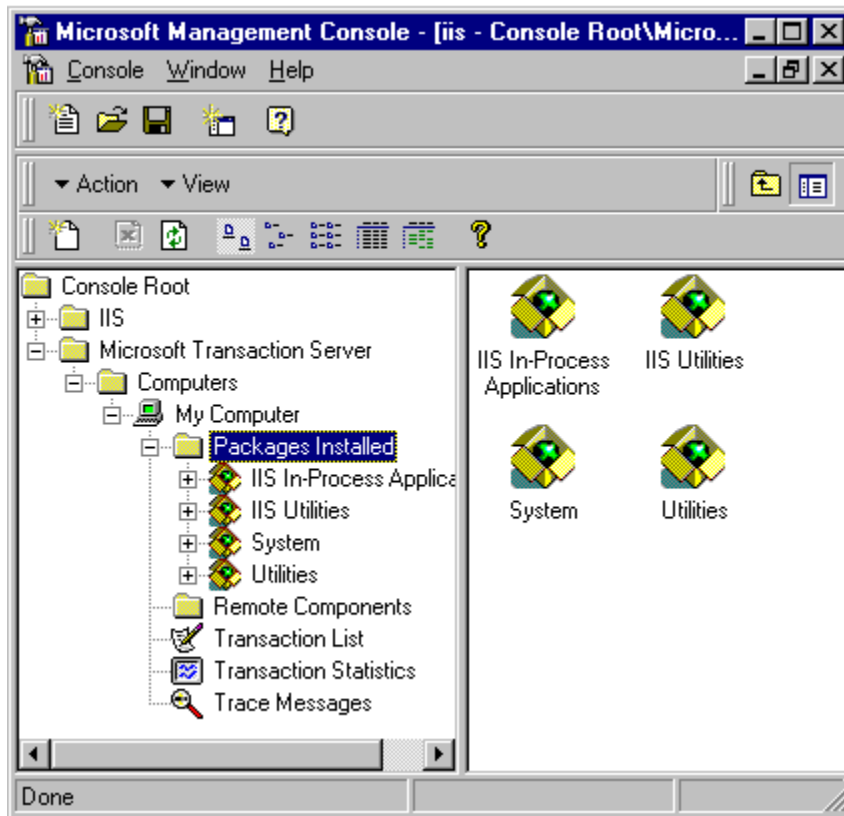 Microsoft Management Console - [iis - Console Root\Micro...
Console Window Help
Action View
Console Root
IIS
Microsoft Transaction Server
Computers
My Computer
Packages Installed
IIS In-Process Applica
IIS Utilities
System
Utilities
Remote Components
Transaction List
Transaction Statistics
Trace Messages
IIS In-Process
Applications
IIS Utilities
System
Utilities
Done